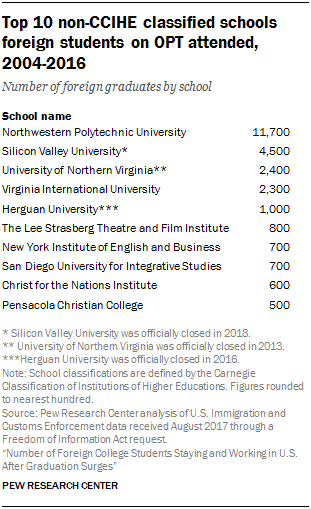 Top 10 non-CCIHE classified schools
foreign students on OPT attended,
2004-2016
Number of foreign graduates by school
School name
Northwestern Polytechnic University 11,700
Silicon Valley University* 4,500
University of Northern Virginia** 2,400
Virginia International University 2,300
Herguan University*** 1,000
The Lee Strasberg Theatre and Film Institute 800
New York Institute of English and Business 700
San Diego University for Integrative Studies 700
Christ for the Nations Institute 600
Pensacola Christian College 500
* Silicon Valley University was officially closed in 2018.
** University of Northern Virginia was officially closed in 2013.
***Herguan University was officially closed in 2016.
Note: School classifications are defined by the Carnegie
Classification of Institutions of Higher Educations. Figures rounded
to nearest hundred.
Source: Pew Research Center analysis of U.S. Immigration and
Customs Enforcement data received August 2017 through a
Freedom of Information Act request.
“Number of Foreign College Students Staying and Working in U.S.
After Graduation Surges”
PEW RESEARCH CENTER